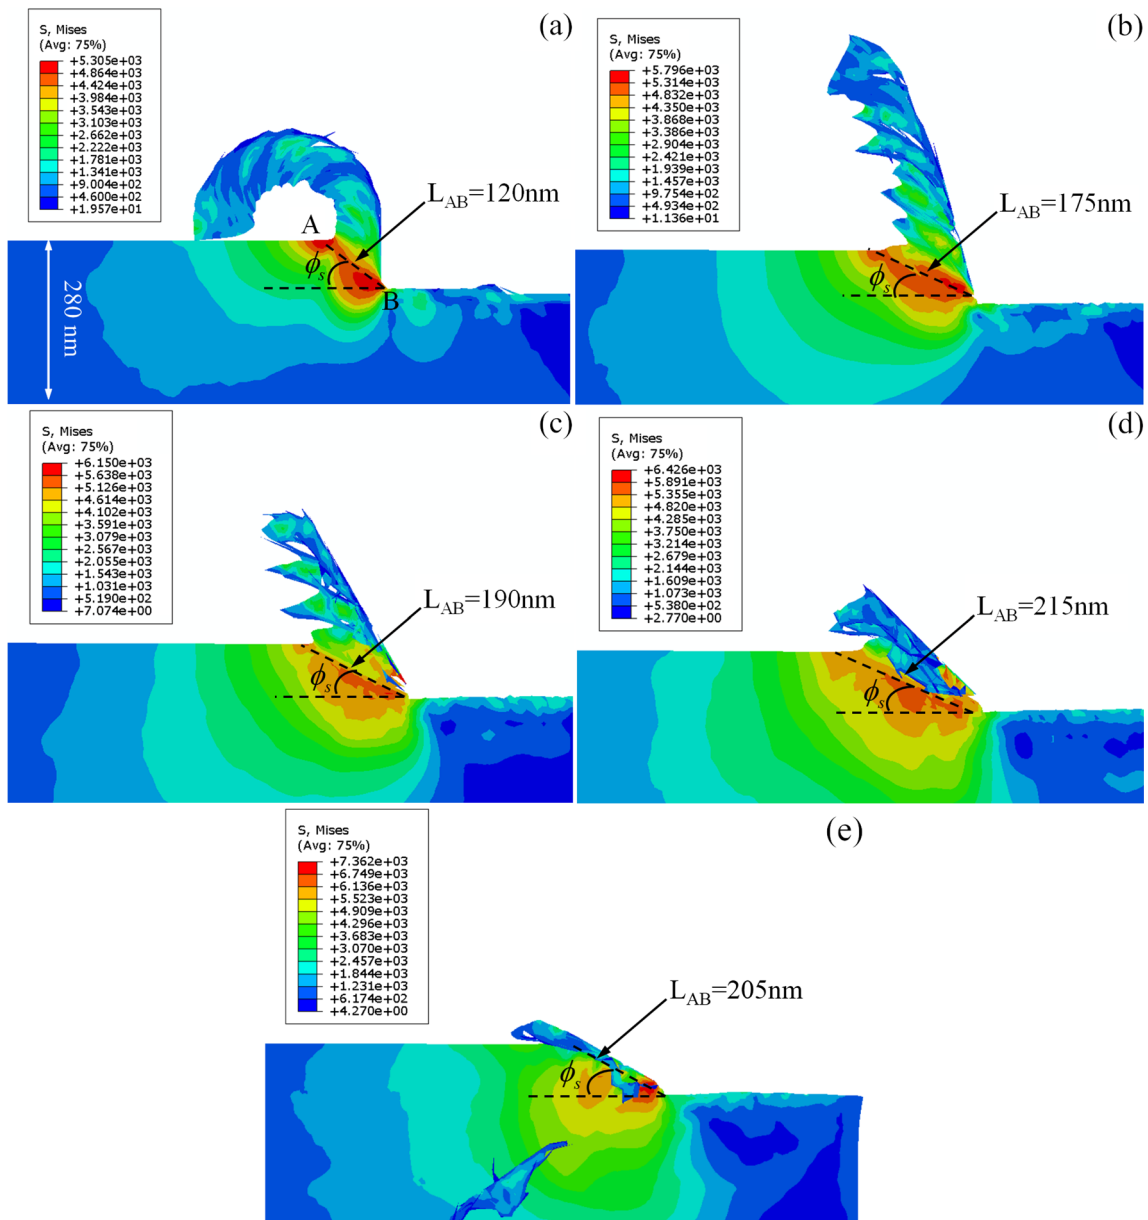 (a)
S, Mises
(Avg: 75%)
+5.305e+03
+4.864e+03
+4.424e+03
+3.984e+03
+3.543e+03
+3.103e+03
+2.662e+03
+2.222e+03
+1.781e+03
+1.341e+03
+9.004e+02
+4.600e+02
+1.957e+01
L_AB=120nm
A
ϕ_s
B
280 nm
(b)
S, Mises
(Avg: 75%)
+5.796e+03
+5.314e+03
+4.832e+03
+4.350e+03
+3.868e+03
+3.386e+03
+2.904e+03
+2.421e+03
+1.939e+03
+1.457e+03
+9.754e+02
+4.934e+02
+1.136e+01
L_AB=175nm
ϕ_s
(c)
S, Mises
(Avg: 75%)
+6.150e+03
+5.638e+03
+5.126e+03
+4.614e+03
+4.102e+03
+3.591e+03
+3.079e+03
+2.567e+03
+2.055e+03
+1.543e+03
+1.031e+03
+5.190e+02
+7.074e+00
L_AB=190nm
ϕ_s
(d)
S, Mises
(Avg: 75%)
+6.426e+03
+5.891e+03
+5.355e+03
+4.820e+03
+4.285e+03
+3.750e+03
+3.214e+03
+2.679e+03
+2.144e+03
+1.609e+03
+1.073e+03
+5.380e+02
+2.770e+00
L_AB=215nm
ϕ_s
(e)
S, Mises
(Avg: 75%)
+7.362e+03
+6.749e+03
+6.136e+03
+5.523e+03
+4.909e+03
+4.296e+03
+3.683e+03
+3.070e+03
+2.457e+03
+1.844e+03
+1.231e+03
+6.174e+02
+4.270e+00
L_AB=205nm
ϕ_s